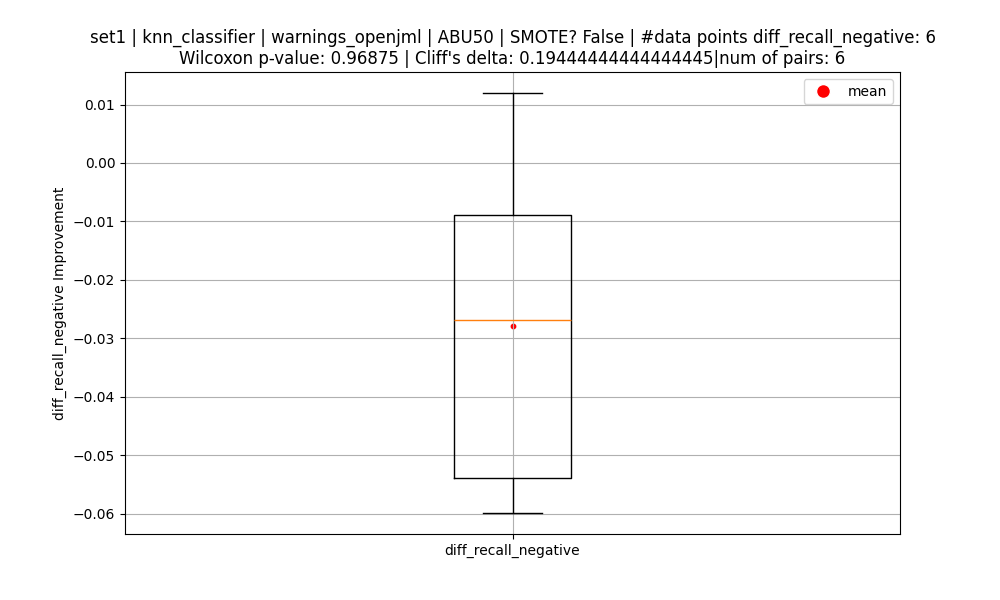 set1 | knn_classifier | warnings_openjml | ABU50 | SMOTE? False | #data points diff_recall_negative: 6
Wilcoxon p-value: 0.96875 | Cliff's delta: 0.19444444444444445|num of pairs: 6
mean
0.01
0.00
−0.01
−0.02
−0.03
−0.04
−0.05
−0.06
diff_recall_negative Improvement
diff_recall_negative